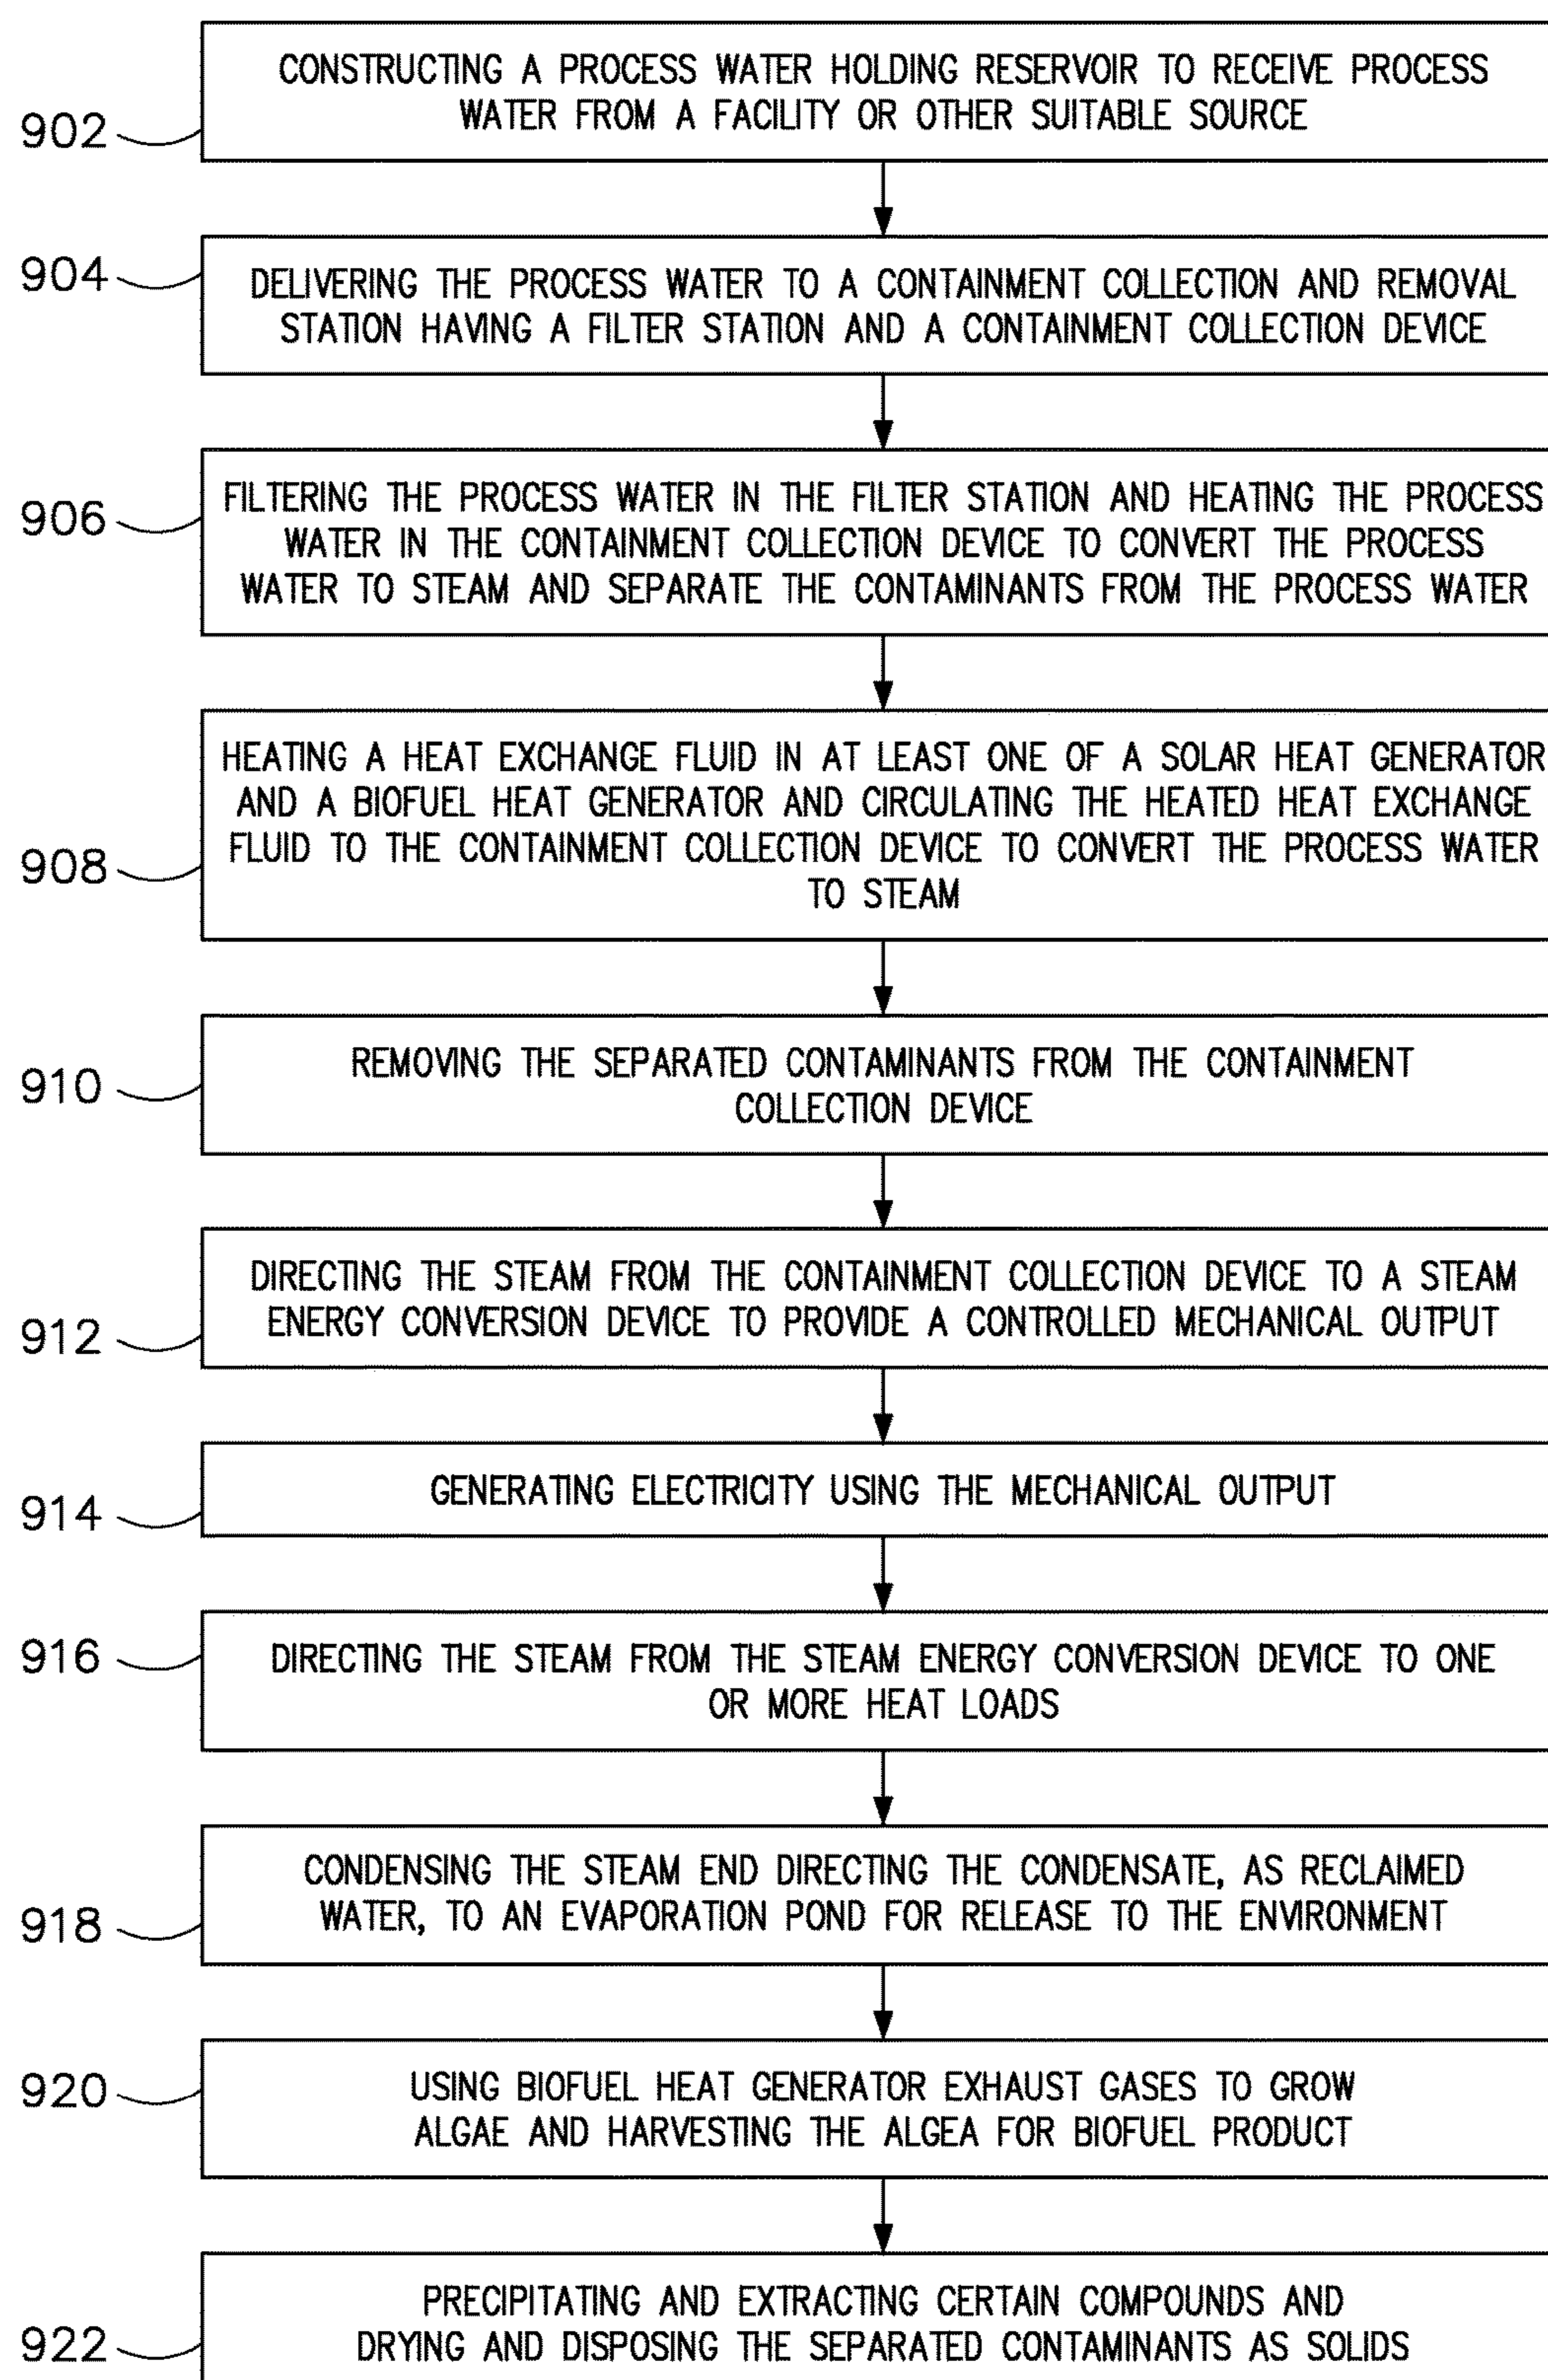 CONSTRUCTING A PROCESS WATER HOLDING RESERVOIR TO RECEIVE PROCESS
WATER FROM A FACILITY OR OTHER SUITABLE SOURCE
902
904
DELIVERING THE PROCESS WATER TO A CONTAINMENT COLLECTION AND REMOVAL
STATION HAVING A FILTER STATION AND A CONTAINMENT COLLECTION DEVICE
906
FILTERING THE PROCESS WATER IN THE FILTER STATION AND HEATING THE PROCESS
WATER IN THE CONTAINMENT COLLECTION DEVICE TO CONVERT THE PROCESS
WATER TO STEAM AND SEPARATE THE CONTAMINANTS FROM THE PROCESS WATER
HEATING A HEAT EXCHANGE FLUID IN AT LEAST ONE OF A SOLAR HEAT GENERATOR
AND A BIOFUEL HEAT GENERATOR AND CIRCULATING THE HEATED HEAT EXCHANGE
FLUID TO THE CONTAINMENT COLLECTION DEVICE TO CONVERT THE PROCESS WATER
TO STEAM
908
REMOVING THE SEPARATED CONTAMINANTS FROM THE CONTAINMENT
COLLECTION DEVICE
910
DIRECTING THE STEAM FROM THE CONTAINMENT COLLECTION DEVICE TO A STEAM
ENERGY CONVERSION DEVICE TO PROVIDE A CONTROLLED MECHANICAL OUTPUT
912
GENERATING ELECTRICITY USING THE MECHANICAL OUTPUT
914
916
DIRECTING THE STEAM FROM THE STEAM ENERGY CONVERSION DEVICE TO ONE
OR MORE HEAT LOADS
CONDENSING THE STEAM END DIRECTING THE CONDENSATE, AS RECLAIMED
WATER, TO AN EVAPORATION POND FOR RELEASE TO THE ENVIRONMENT
918
920
USING BIOFUEL HEAT GENERATOR EXHAUST GASES TO GROW
ALGAE AND HARVESTING THE ALGEA FOR BIOFUEL PRODUCT
PRECIPITATING AND EXTRACTING CERTAIN COMPOUNDS AND
DRYING AND DISPOSING THE SEPARATED CONTAMINANTS AS SOLIDS
922